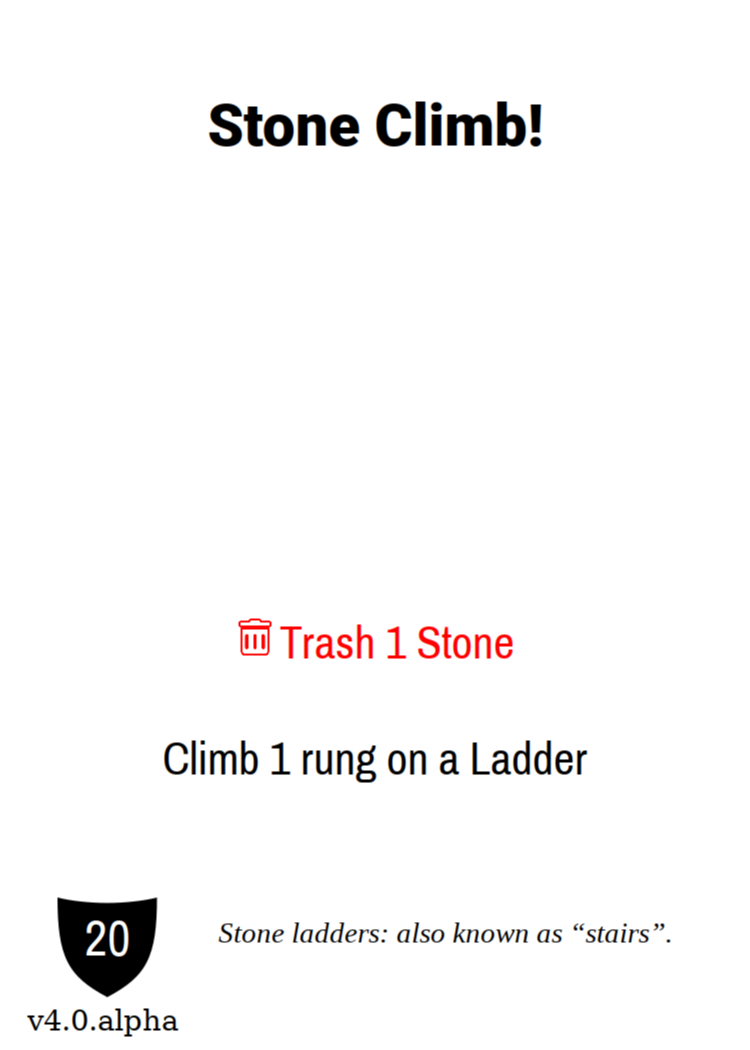 Stone Climb!
Trash 1 Stone
Climb 1 rung on a Ladder
20
Stone ladders: also known as “stairs”.
v4.0.alpha